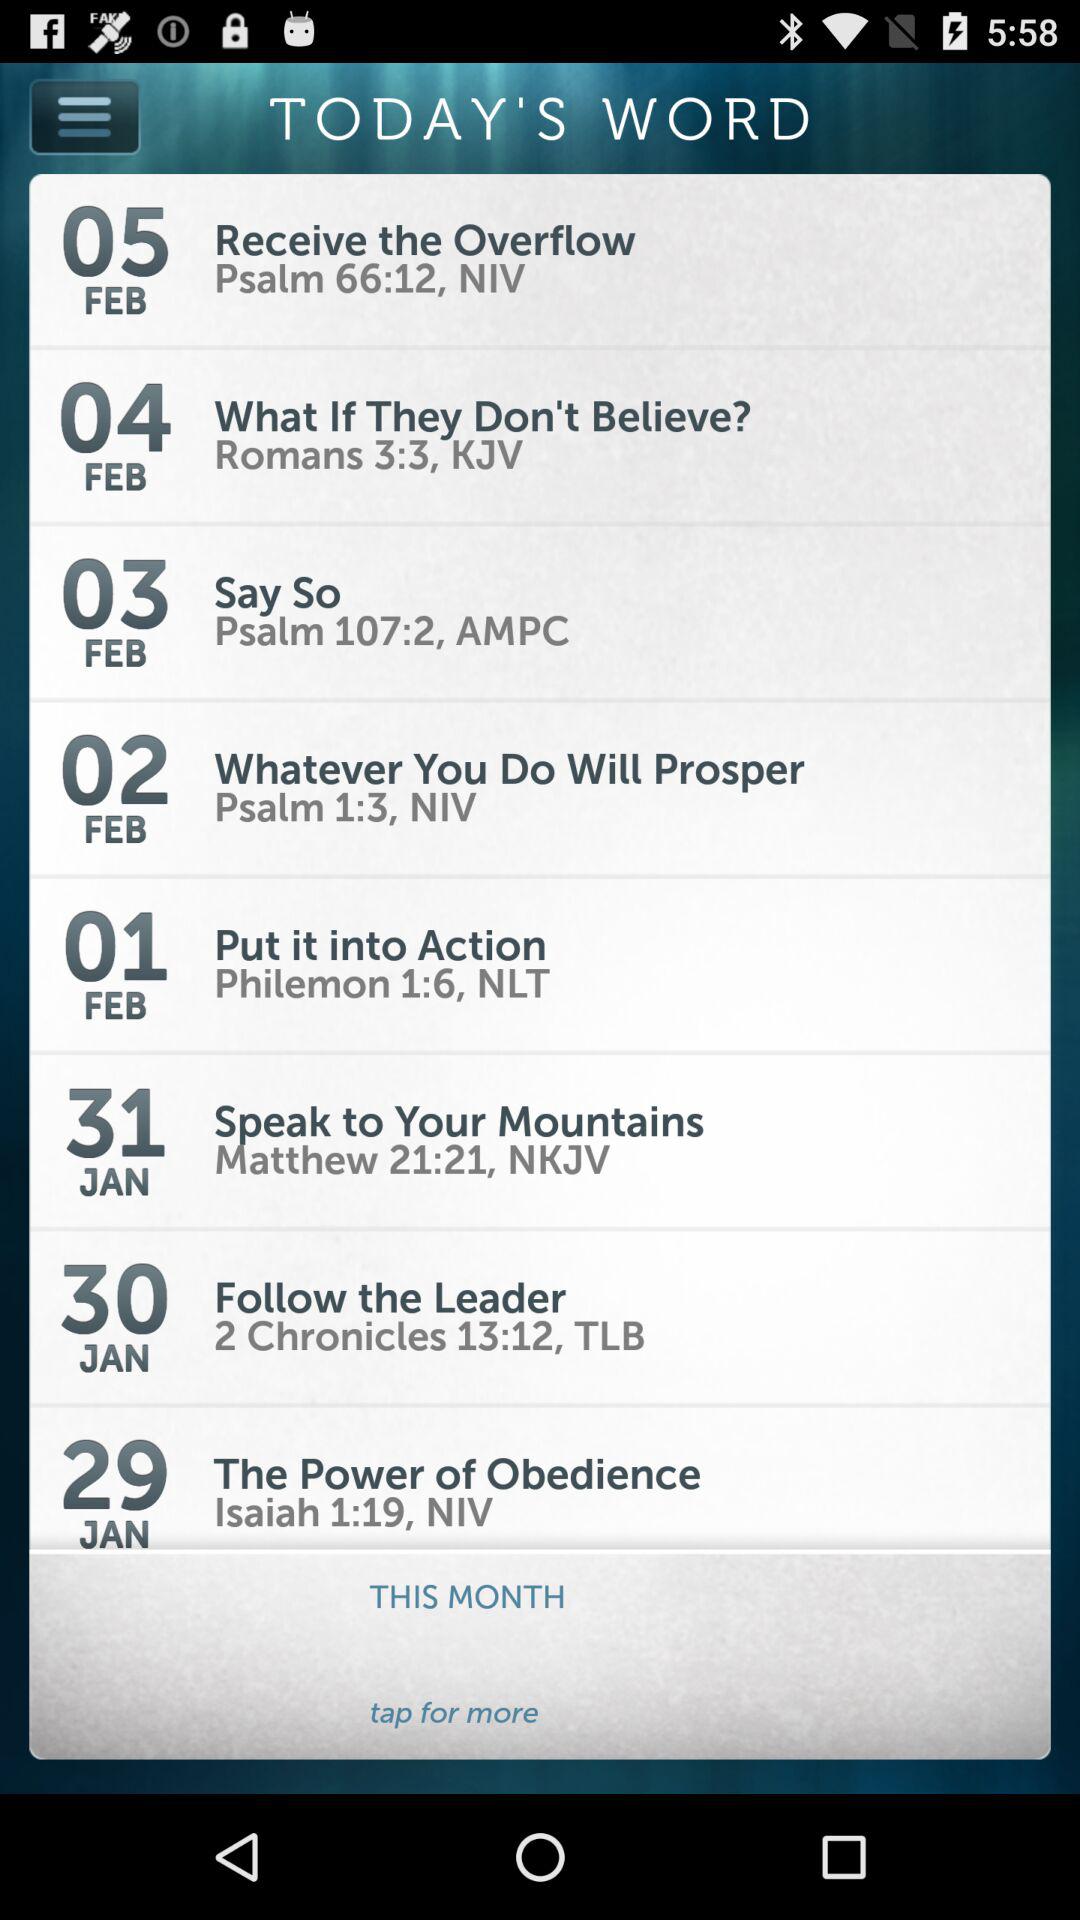 FAK
5:58
TODAY'S WORD
05
FEB
Receive the Overflow
Psalm 66:12, NIV
04
FEB
What If They Don't Believe?
Romans 3:3, KJV
03
FEB
Say So
Psalm 107:2, AMPC
02
FEB
Whatever You Do Will Prosper
Psalm 1:3, NIV
01
FEB
Put it into Action
Philemon 1:6, NLT
31
JAN
Speak to Your Mountains
Matthew 21:21, NKJV
30
JAN
Follow the Leader
2 Chronicles 13:12, TLB
29
JAN
The Power of Obedience
Isaiah 1:19, NIV
THIS MONTH
tap for more